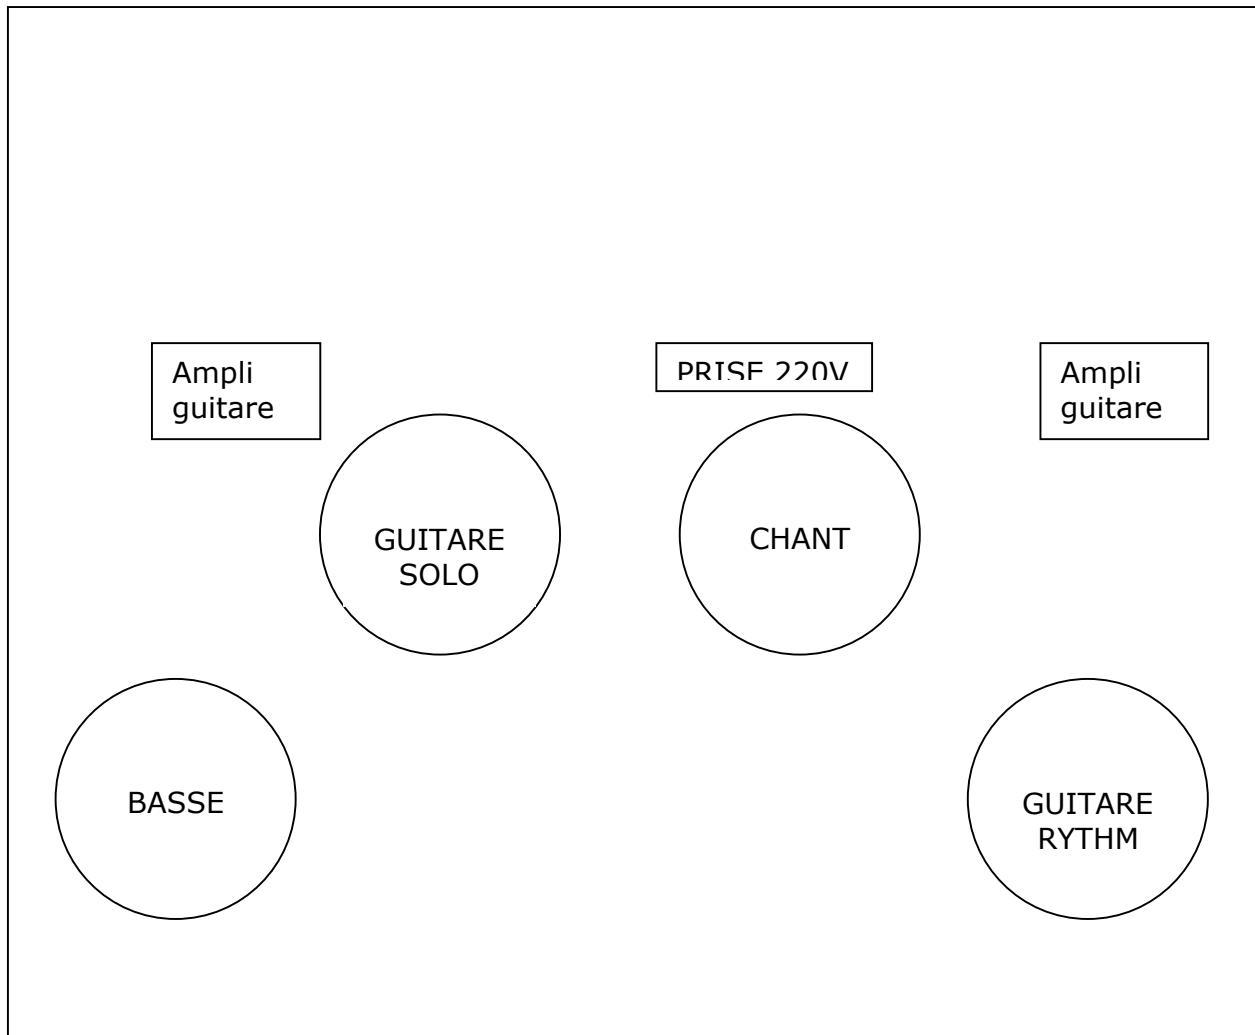 Ampli
guitare
PRISE 220V
Ampli
guitare
GUITARE
SOLO
CHANT
BASSE
GUITARE
RYTHM